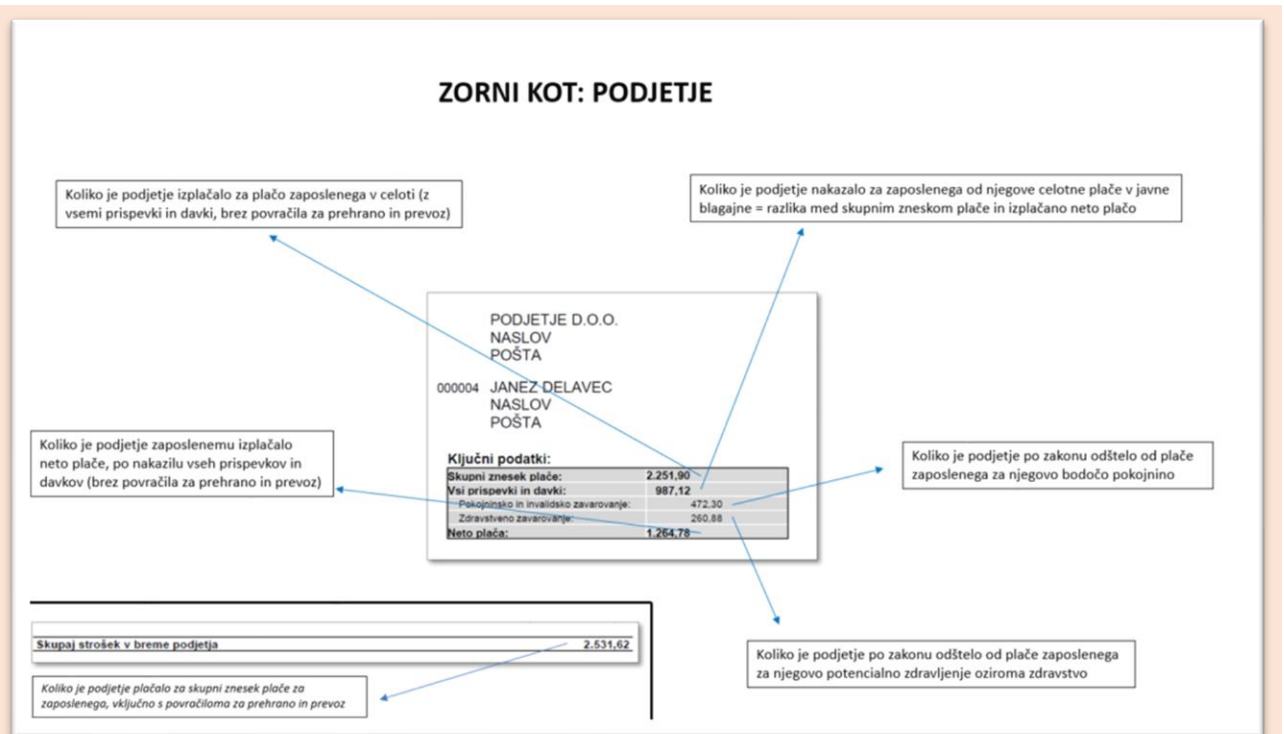 ZORNI KOT: PODJETJE
Koliko je podjetje izplačalo za plačo zaposlenega v celoti (z
vsemi prispevki in davki, brez povračila za prehrano in prevoz)
Koliko je podjetje nakazalo za zaposlenega od njegove celotne plače v javne
blagajne = razlika med skupnim zneskom plače in izplačano neto plačo
PODJETJE D.O.O.
NASLOV
POŠTA
000004 JANEZ DELAVEC
NASLOV
POŠTA
Koliko je podjetje zaposlenemu izplačalo
neto plače, po nakazilu vseh prispevkov in
davkov (brez povračila za prehrano in prevoz)
Ključni podatki:
Skupni znesek plače: 2.251,90
Vsi prispevki in davki: 987,12
Pokojninsko in invalidsko zavarovanje: 472,30
Zdravstveno zavarovanje: 260,88
Neto plača: 1.264,78
Koliko je podjetje po zakonu odštelo od plače
zaposlenega za njegovo bodočo pokojnino
Skupaj strošek v breme podjetja 2.531,62
Koliko je podjetje plačalo za skupni znesek plače za
zaposlenega, vključno s povračiloma za prehrano in prevoz
Koliko je podjetje po zakonu odštelo od plače zaposlenega
za njegovo potencialno zdravljenje oziroma zdravstvo